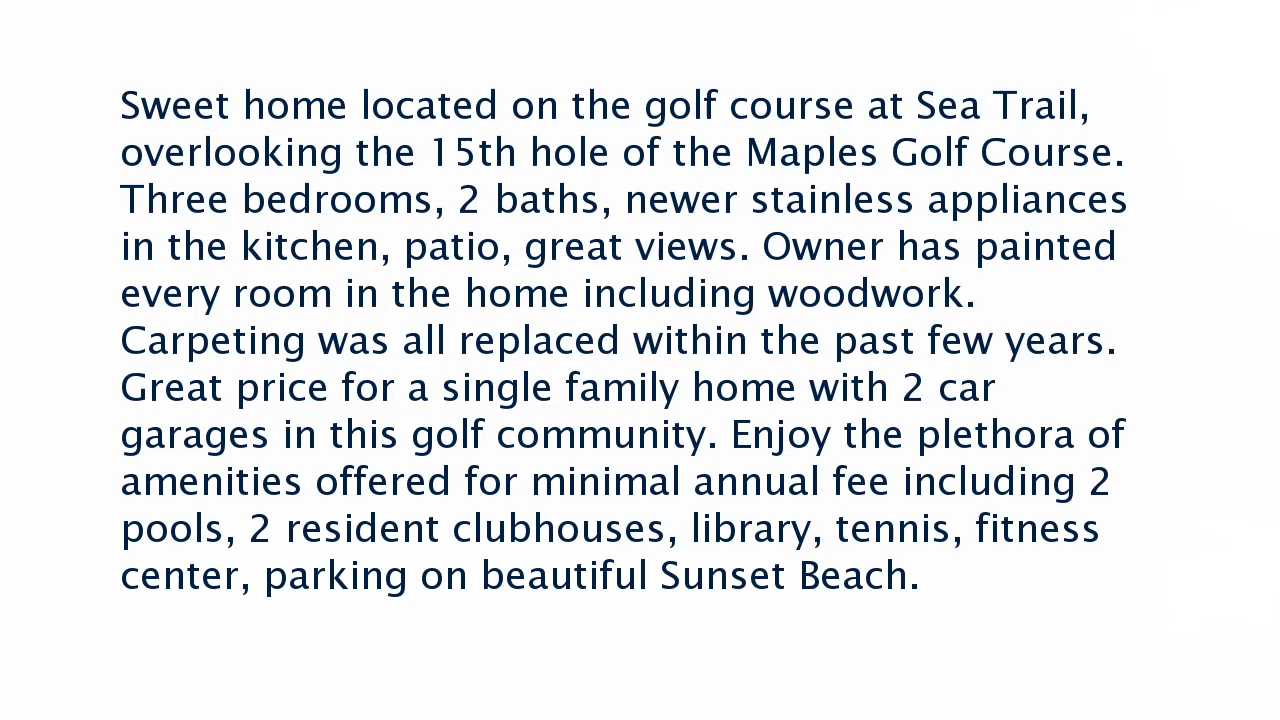 Sweet home located on the golf course at Sea Trail,
overlooking the 15th hole of the Maples Golf Course.
Three bedrooms, 2 baths, newer stainless appliances
in the kitchen, patio, great views. Owner has painted
every room in the home including woodwork.
Carpeting was all replaced within the past few years.
Great price for a single family home with 2 car
garages in this golf community. Enjoy the plethora of
amenities offered for minimal annual fee including 2
pools, 2 resident clubhouses, library, tennis, fitness
center, parking on beautiful Sunset Beach.